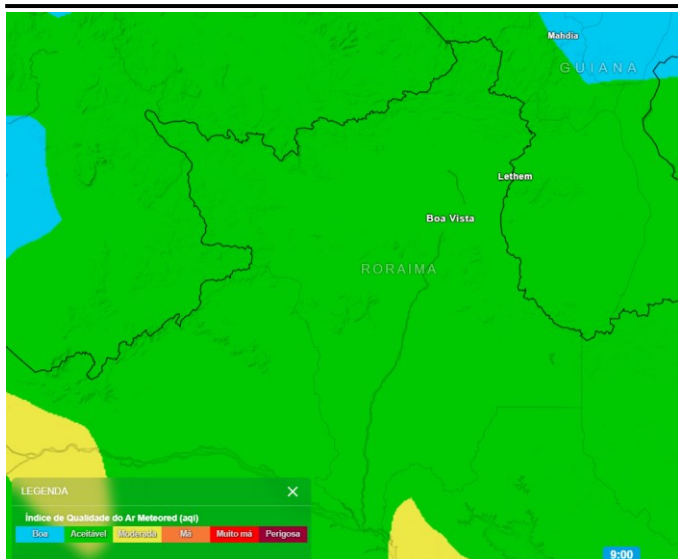 Mahdia
GUIANA
Lethem
Boa Vista
RORAIMA
LEGENDA
Índice de Qualidade do Ar Meteored (aqi)
Boa Aceitável Moderada Má Muito má Perigosa
9:00